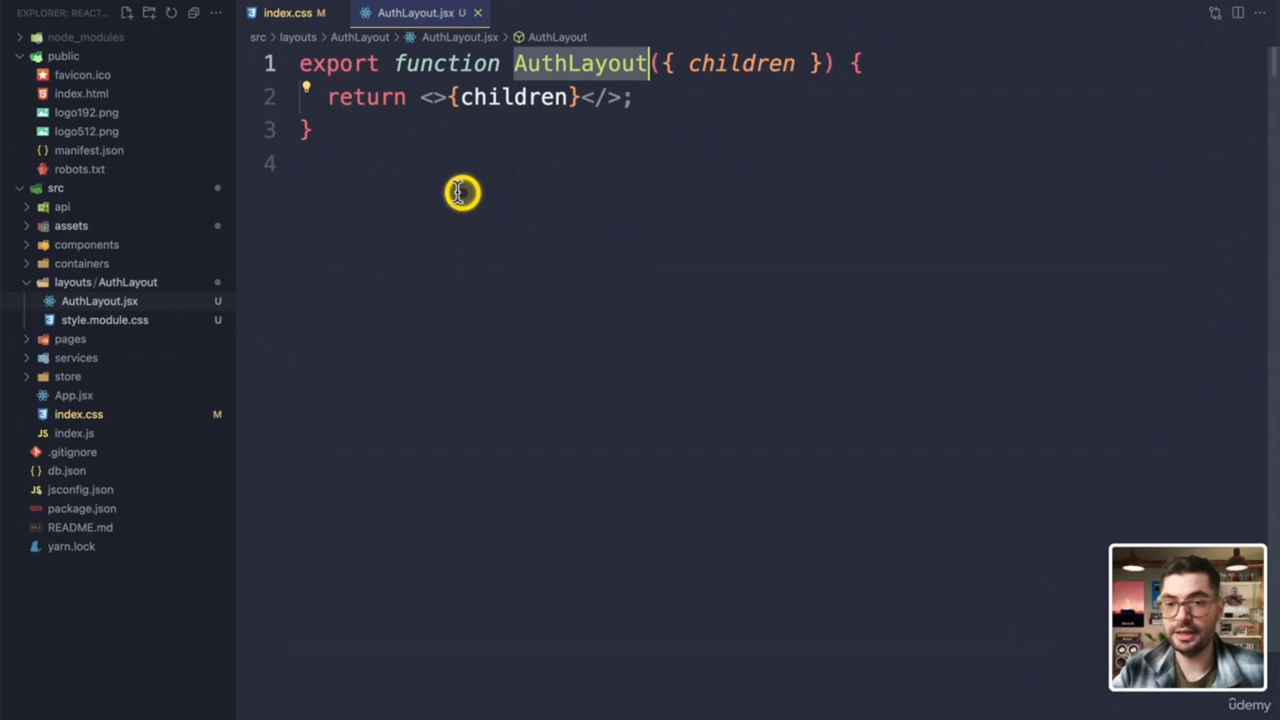 EXPLORER: REACT...
index.css M
AuthLayout.jsx U
src layouts AuthLayout AuthLayout.jsx AuthLayout
node_modules
public
favicon.ico
index.html
logo192.png
logo512.png
manifest.json
robots.txt
src
api
assets
components
containers
layouts / AuthLayout
AuthLayout.jsx U
style.module.css U
pages
services
store
App.jsx
index.css M
index.js
.gitignore
db.json
jsconfig.json
package.json
README.md
yarn.lock
1 export function AuthLayout({ children }) {
2 return <>{children}</>;
3 }
4
ûdemy